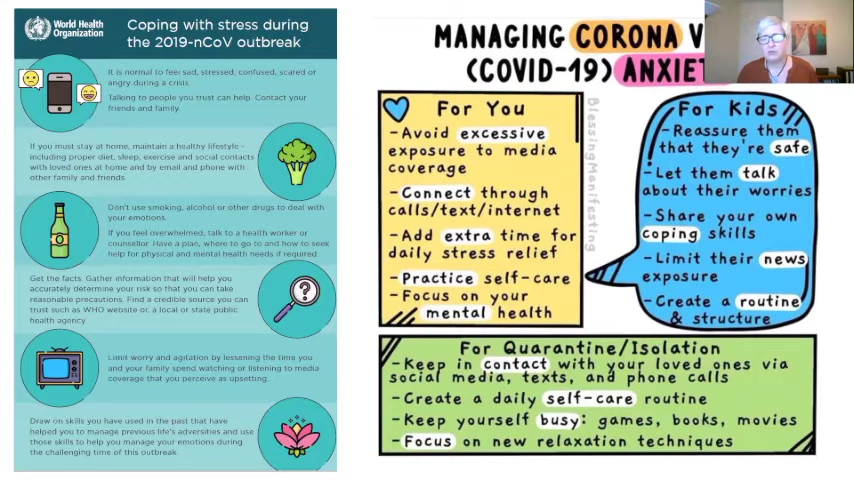 World Health
Organization
Coping with stress during
the 2019-nCoV outbreak
It is normal to feel sad, stressed, confused, scared or
angry during a crisis.
Talking to people you trust can help. Contact your
friends and family.
If you must stay at home, maintain a healthy lifestyle -
including proper diet, sleep, exercise and social contacts
with loved ones at home and by email and phone with
other family and friends.
Don't use smoking, alcohol or other drugs to deal with
your emotions.
If you feel overwhelmed, talk to a health worker or
counsellor. Have a plan, where to go to and how to seek
help for physical and mental health needs if required.
Get the facts. Gather information that will help you
accurately determine your risk so that you can take
reasonable precautions. Find a credible source you can
trust such as WHO website or, a local or state public
health agency
Limit worry and agitation by lessening the time you
and your family spend watching or listening to media
coverage that you perceive as upsetting.
Draw on skills you have used in the past that have
helped you to manage previous life's adversities and use
those skills to help you manage your emotions during
the challenging time of this outbreak.
MANAGING CORONA V
(COVID-19) ANXIET
For You
-Avoid excessive
exposure to media
coverage
-Connect through
calls/text/internet
-Add extra time for
daily stress relief
-Practice self-care
-Focus on your
mental health
BlessingManifesting
For Kids
-Reassure them
that they're safe
-Let them talk
about their worries
-Share your own
coping skills
-Limit their news
exposure
-Create a routine
& structure
For Quarantine/Isolation
-Keep in contact with your loved ones via
social media, texts, and phone calls
-Create a daily self-care routine
-Keep yourself busy: games, books, movies
-Focus on new relaxation techniques